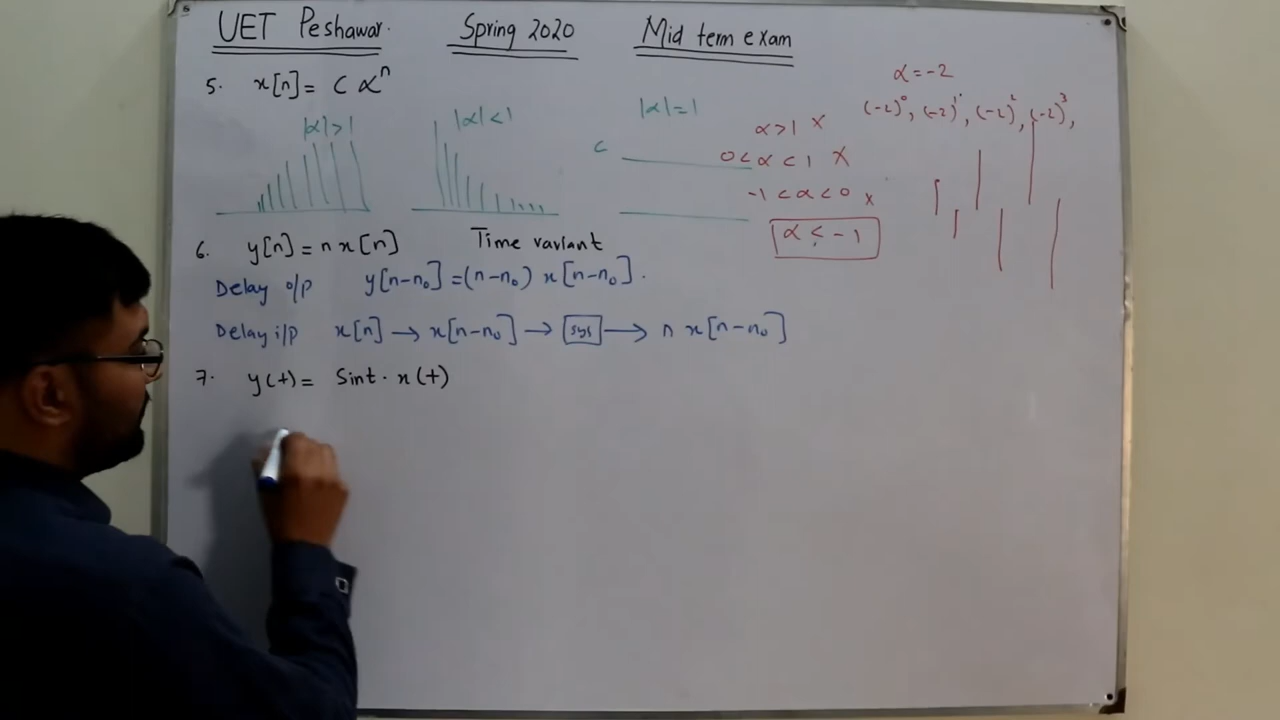 UET Peshawar. Spring 2020 Mid term exam
5. x[n] = C αⁿ
|α|>1 |α|<1 |α|=1
C
α>1 ×
0<α<1 ×
-1<α<0 ×
α<-1
α=-2
(-2)⁰, (-2)¹, (-2)², (-2)³,
6. y[n] = n x[n] Time variant
Delay o/p y[n-n₀] = (n-n₀) x[n-n₀].
Delay i/p x[n] → x[n-n₀] → sys → n x[n-n₀]
7. y(t) = Sint · x(t)